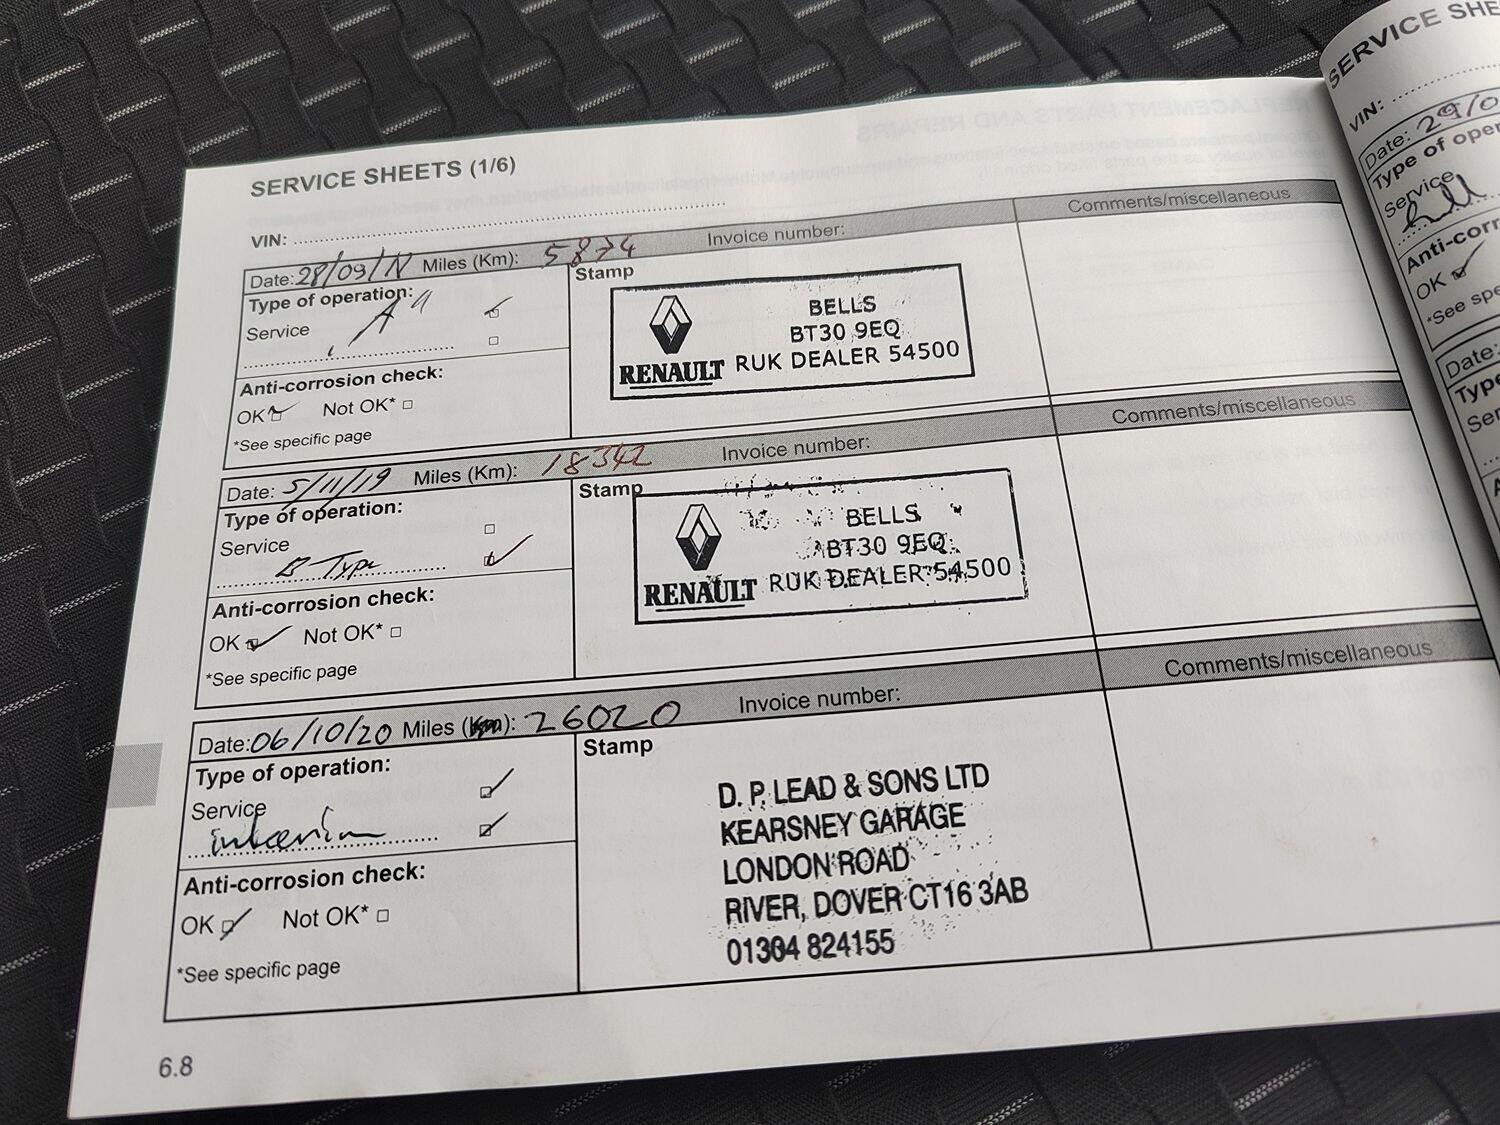 SERVICE SHEETS (1/6)
VIN:
Date: 28/09/ Miles (Km): 5874 Invoice number: Comments/miscellaneous
Type of operation:
Service "A"
Stamp
BELLS
BT30 9EQ
RENAULT RUK DEALER 54500
Anti-corrosion check:
OK Not OK*
*See specific page
Date: 5/11/19 Miles (Km): 18342 Invoice number: Comments/miscellaneous
Type of operation:
Service
B Type
Stamp
BELLS
BT30 9EQ
RENAULT RUK DEALER 54500
Anti-corrosion check:
OK Not OK*
*See specific page
Date: 06/10/20 Miles (Km): 26020 Invoice number: Comments/miscellaneous
Type of operation:
Service
interim
Stamp
D. P. LEAD & SONS LTD
KEARSNEY GARAGE
LONDON ROAD
RIVER, DOVER CT16 3AB
01304 824155
Anti-corrosion check:
OK Not OK*
*See specific page
6.8
SERVICE SHE
VIN:
Date: 29/0
Type of oper
Service
full
Anti-corr
OK
*See spe
Date:
Type
Ser